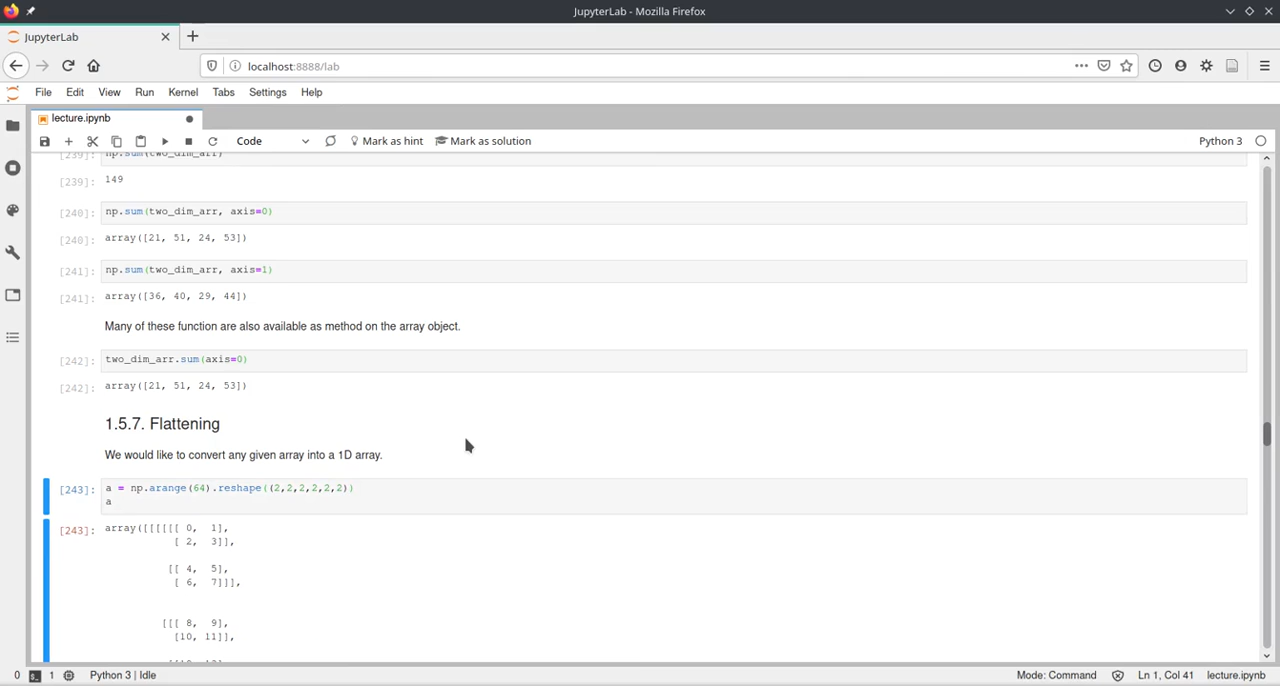 JupyterLab - Mozilla Firefox
JupyterLab
localhost:8888/lab
File Edit View Run Kernel Tabs Settings Help
lecture.ipynb
Code Mark as hint Mark as solution Python 3
[239]: np.sum(two_dim_arr)
[239]: 149
[240]: np.sum(two_dim_arr, axis=0)
[240]: array([21, 51, 24, 53])
[241]: np.sum(two_dim_arr, axis=1)
[241]: array([36, 40, 29, 44])
Many of these function are also available as method on the array object.
[242]: two_dim_arr.sum(axis=0)
[242]: array([21, 51, 24, 53])
1.5.7. Flattening
We would like to convert any given array into a 1D array.
[243]: a = np.arange(64).reshape((2,2,2,2,2,2))
a
[243]: array([[[[[[ 0, 1],
[ 2, 3]],
[[ 4, 5],
[ 6, 7]]],
[[[ 8, 9],
[10, 11]],
0 1 Python 3 | Idle Mode: Command Ln 1, Col 41 lecture.ipynb